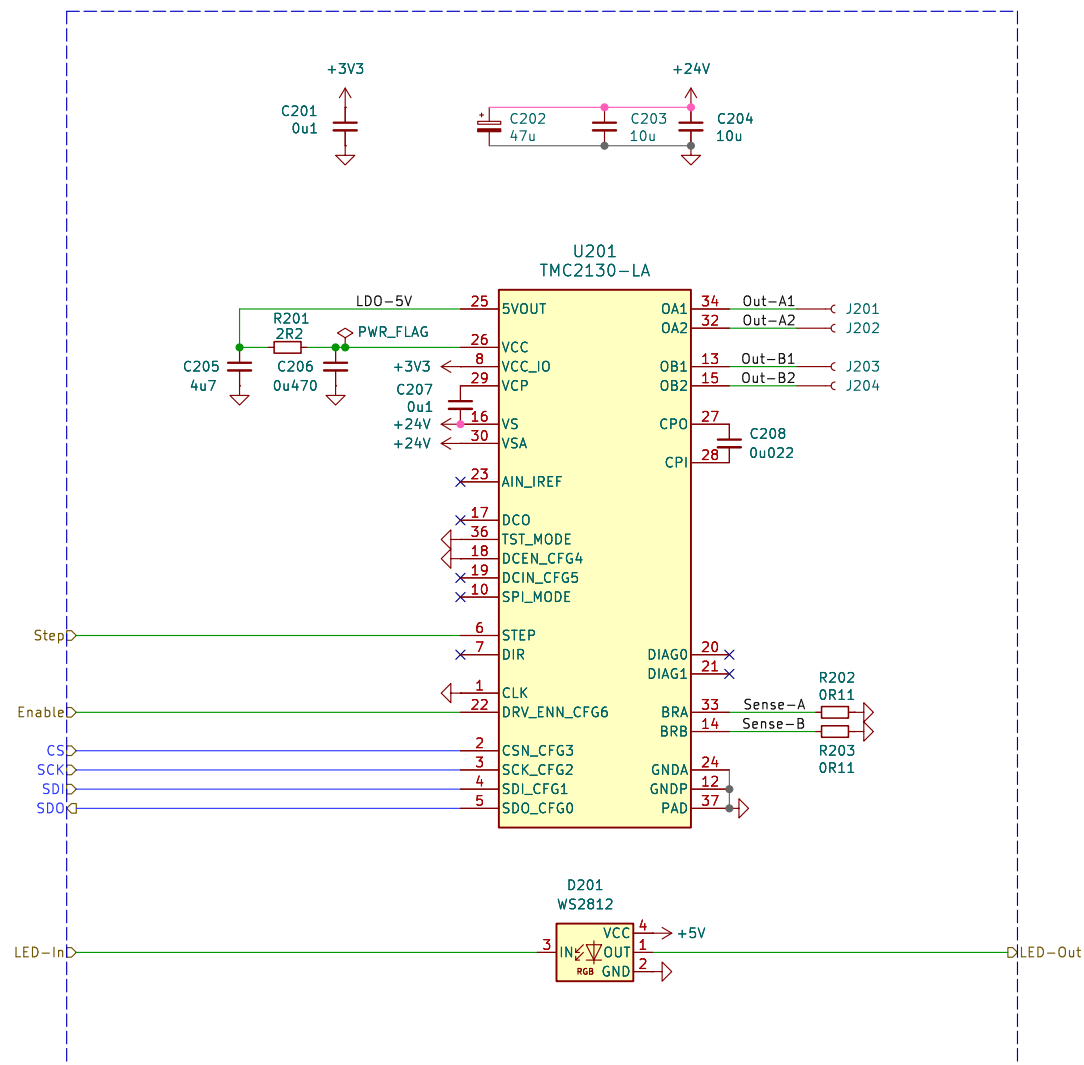 +3V3
+24V
C201
0u1
C202
47u
C203
10u
C204
10u
U201
TMC2130-LA
LDO-5V
25
5VOUT
OA1
34
Out-A1
J201
OA2
32
Out-A2
J202
R201
2R2
PWR_FLAG
26
VCC
C205
4u7
C206
0u470
+3V3
8
VCC_IO
OB1
13
Out-B1
J203
29
VCP
OB2
15
Out-B2
J204
C207
0u1
+24V
16
VS
CPO
27
C208
0u022
+24V
30
VSA
CPI
28
23
AIN_IREF
17
DCO
36
TST_MODE
18
DCEN_CFG4
19
DCIN_CFG5
10
SPI_MODE
Step
6
STEP
7
DIR
DIAG0
20
DIAG1
21
1
CLK
R202
0R11
Enable
22
DRV_ENN_CFG6
BRA
33
Sense-A
BRB
14
Sense-B
R203
0R11
CS
2
CSN_CFG3
SCK
3
SCK_CFG2
GNDA
24
SDI
4
SDI_CFG1
GNDP
12
SDO
5
SDO_CFG0
PAD
37
D201
WS2812
VCC
4
+5V
LED-In
3
IN
OUT
1
LED-Out
RGB
GND
2
+